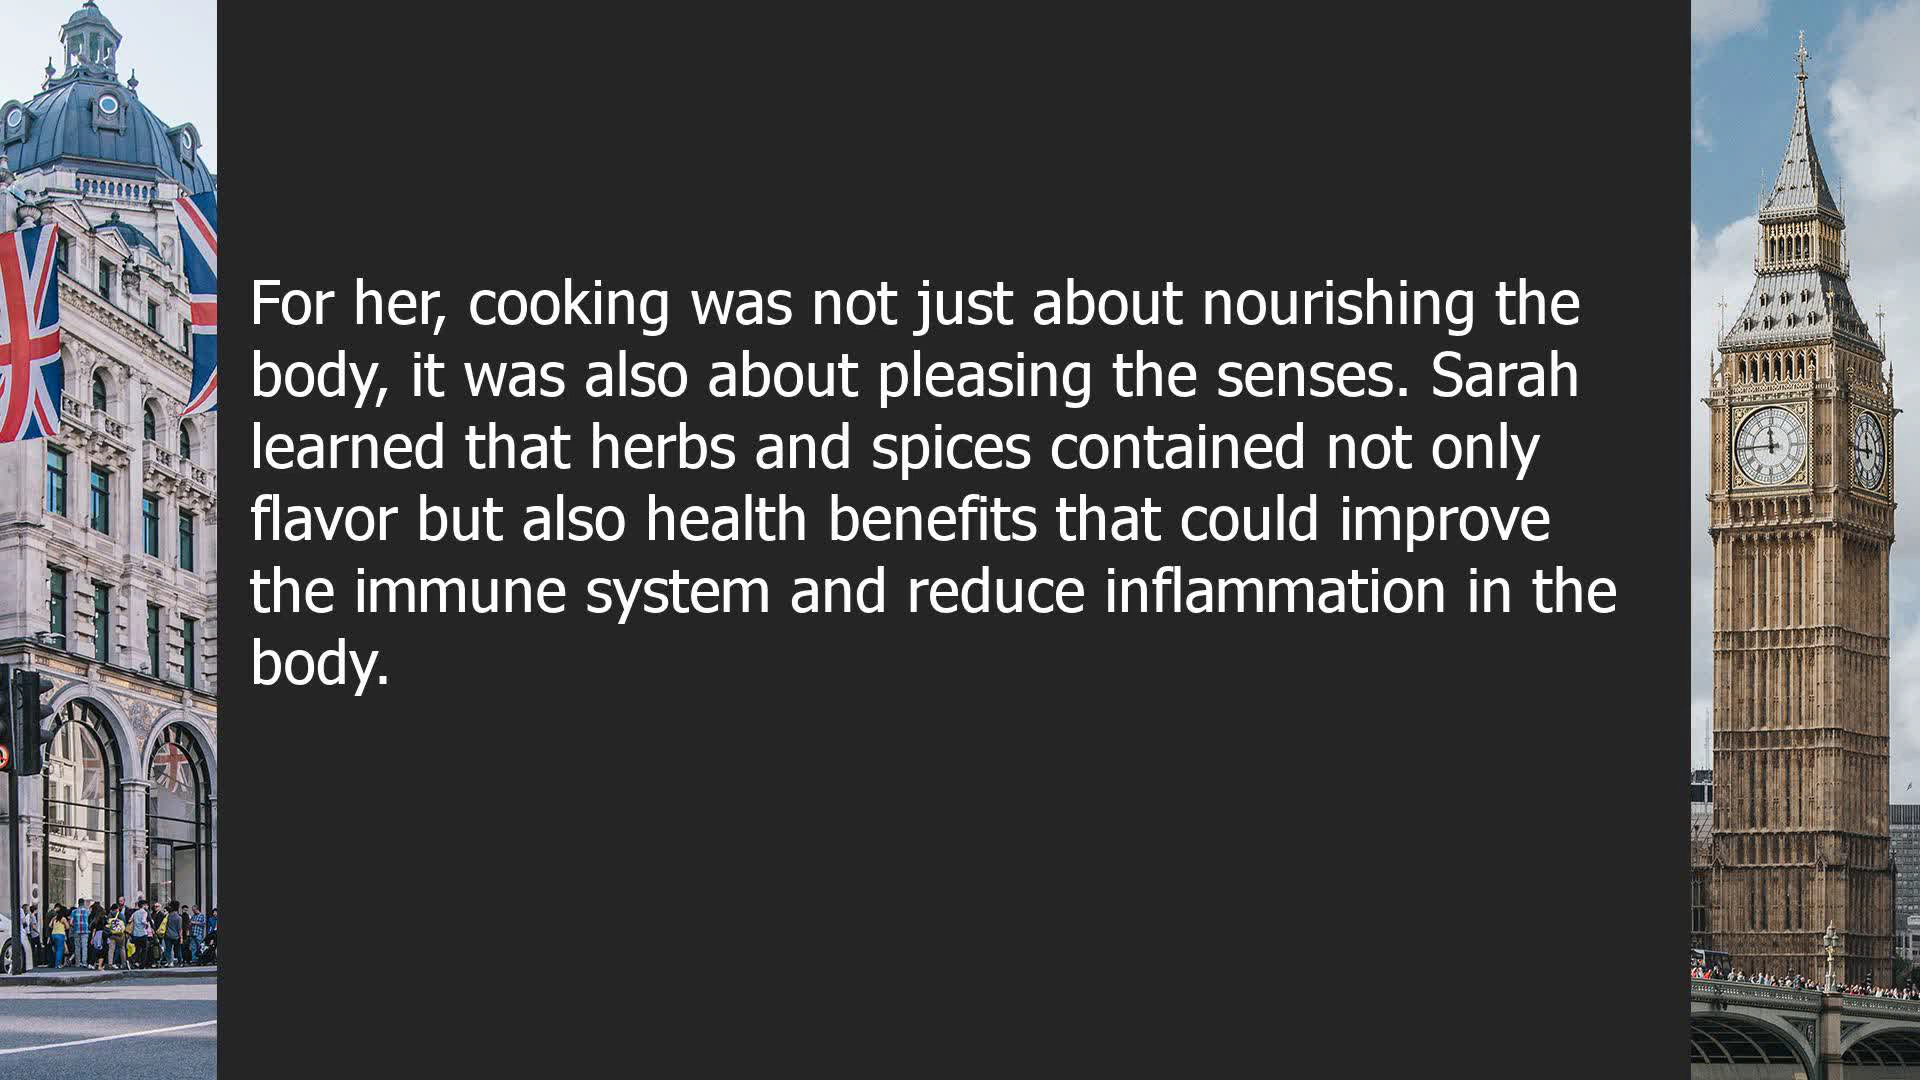 For her, cooking was not just about nourishing the
body, it was also about pleasing the senses. Sarah
learned that herbs and spices contained not only
flavor but also health benefits that could improve
the immune system and reduce inflammation in the
body.